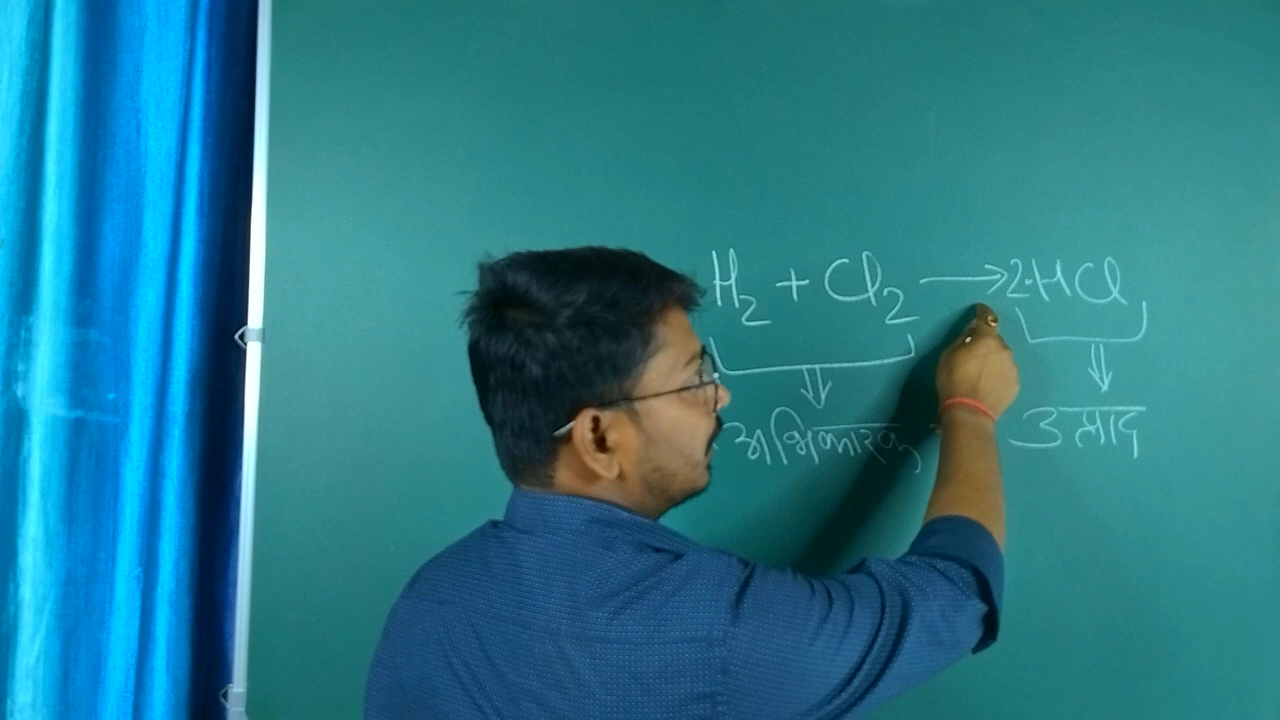 H₂ + Cl₂ → 2HCl
अभिकारक उत्पाद